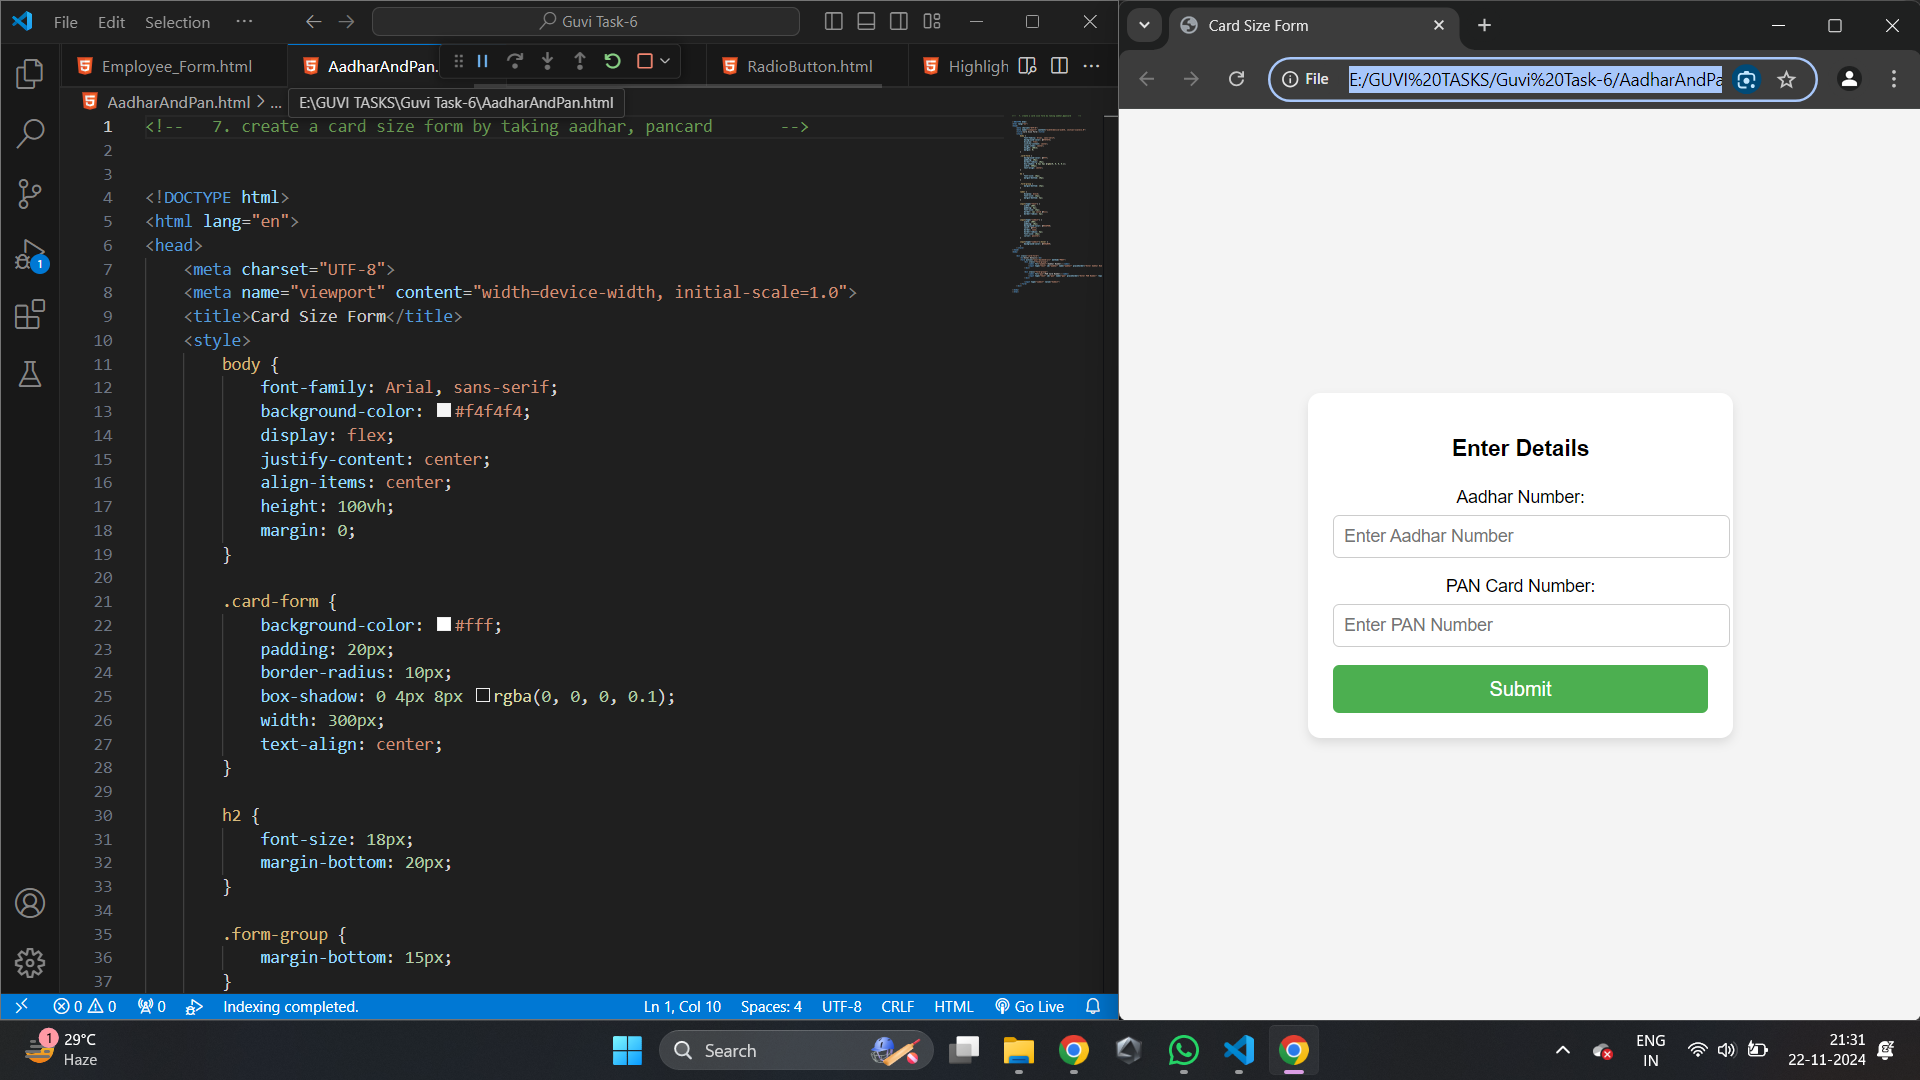 File Edit Selection ··· Guvi Task-6
Employee_Form.html AadharAndPan. RadioButton.html Highligh ···
AadharAndPan.html > ... E:\GUVI TASKS\Guvi Task-6\AadharAndPan.html
1 <!--   7. create a card size form by taking aadhar, pancard       -->
2
3
4 <!DOCTYPE html>
5 <html lang="en">
6 <head>
7     <meta charset="UTF-8">
8     <meta name="viewport" content="width=device-width, initial-scale=1.0">
9     <title>Card Size Form</title>
10     <style>
11         body {
12             font-family: Arial, sans-serif;
13             background-color: #f4f4f4;
14             display: flex;
15             justify-content: center;
16             align-items: center;
17             height: 100vh;
18             margin: 0;
19         }
20
21         .card-form {
22             background-color: #fff;
23             padding: 20px;
24             border-radius: 10px;
25             box-shadow: 0 4px 8px rgba(0, 0, 0, 0.1);
26             width: 300px;
27             text-align: center;
28         }
29
30         h2 {
31             font-size: 18px;
32             margin-bottom: 20px;
33         }
34
35         .form-group {
36             margin-bottom: 15px;
37         }
1
0 0 0 Indexing completed. Ln 1, Col 10 Spaces: 4 UTF-8 CRLF HTML Go Live
Card Size Form
File E:/GUVI%20TASKS/Guvi%20Task-6/AadharAndPa
Enter Details
Aadhar Number:
Enter Aadhar Number
PAN Card Number:
Enter PAN Number
Submit
1 29°C
Haze
Search
ENG
IN
21:31
22-11-2024